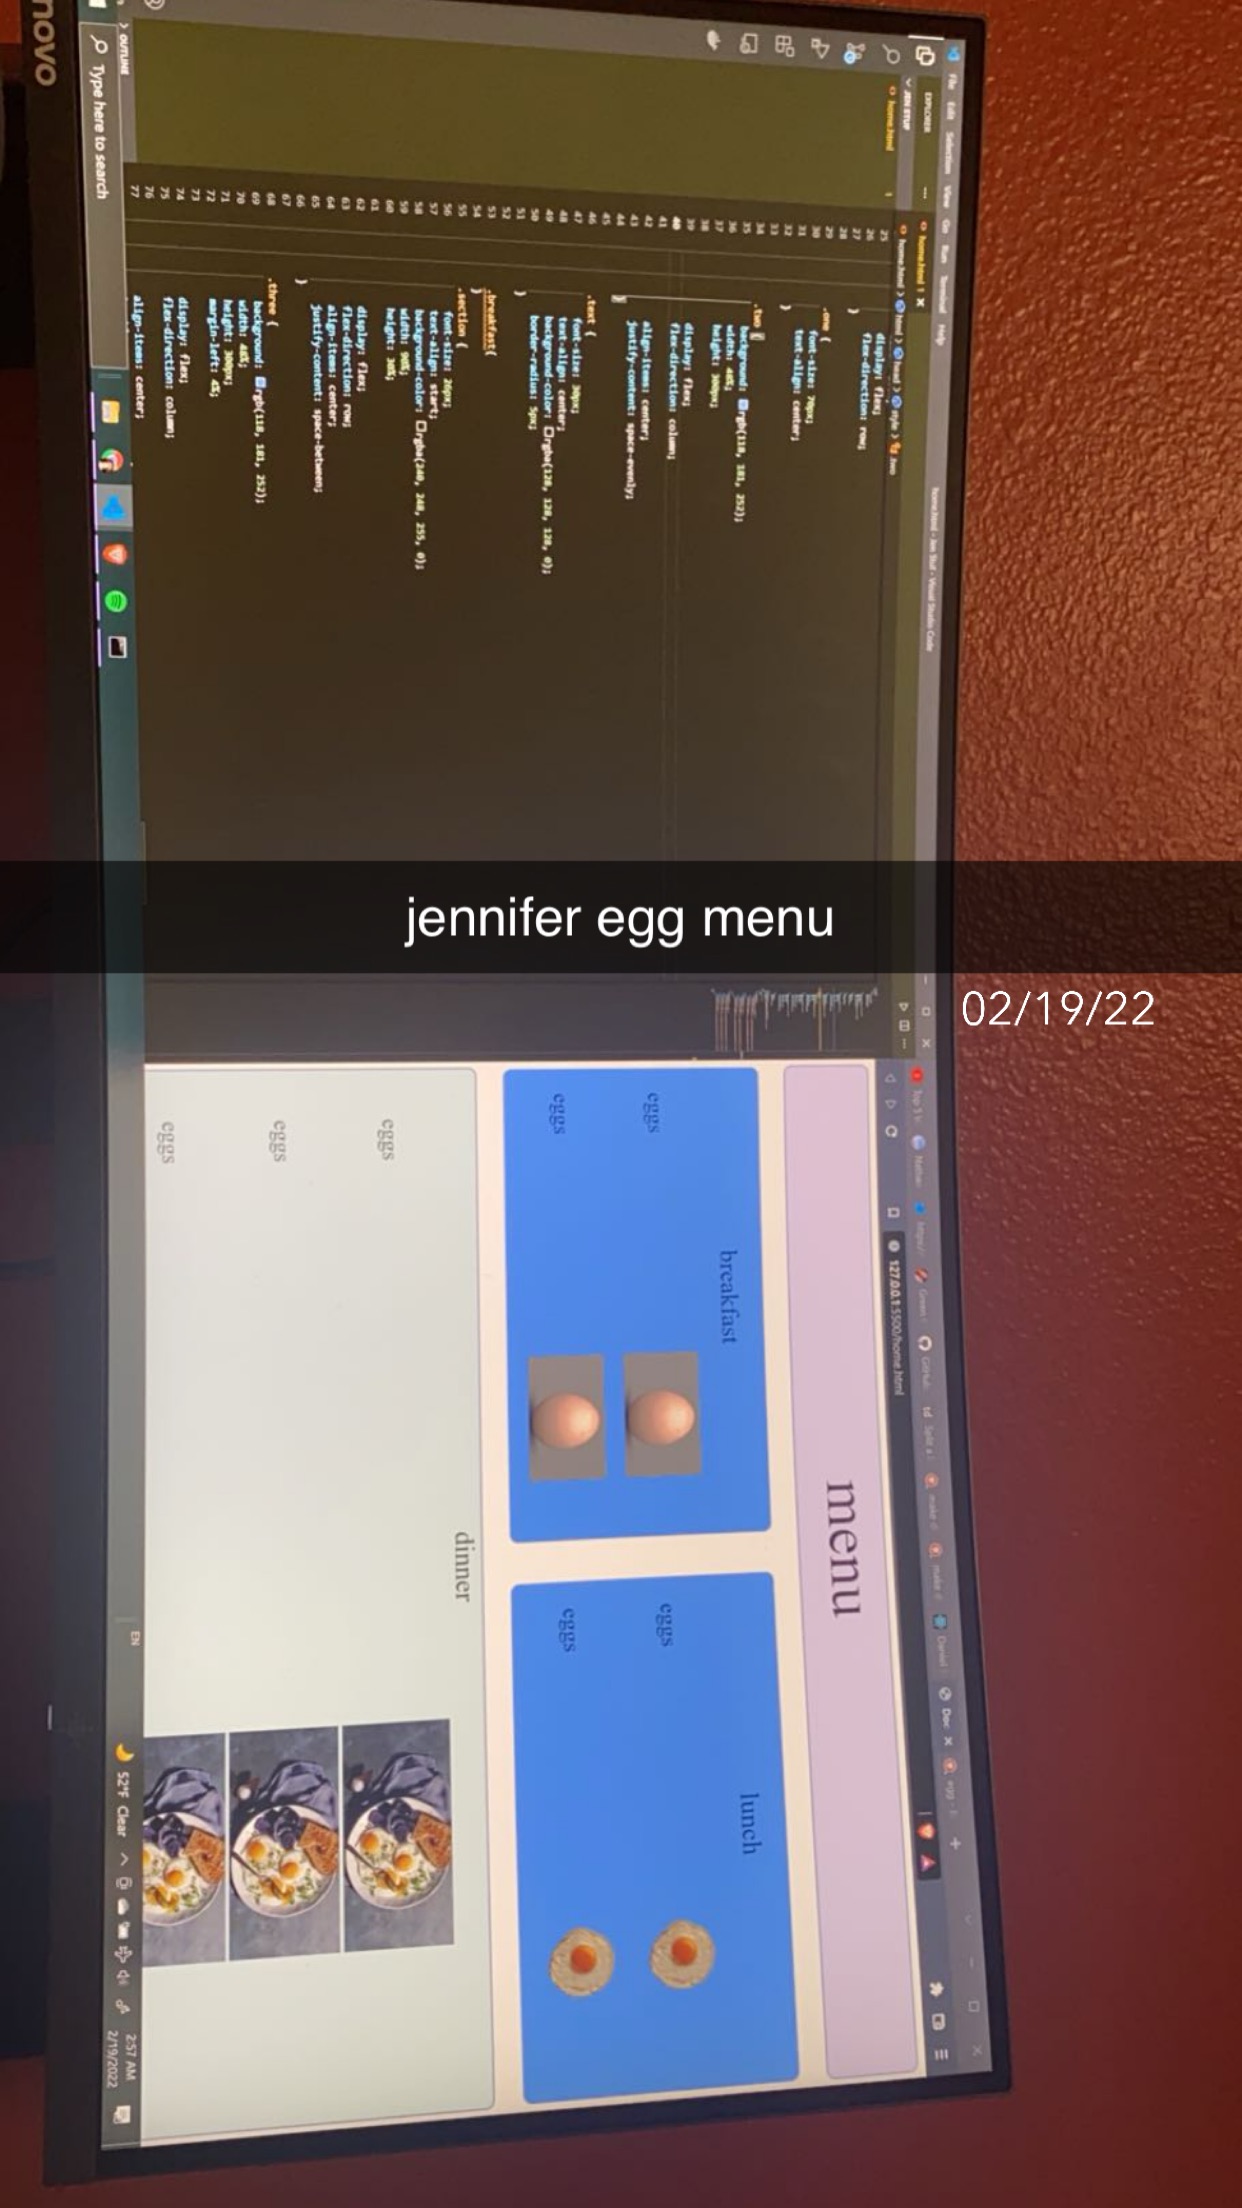 02/19/22
jennifer egg menu
File Edit Selection View Go Run Terminal Help
home.html - Jen Stuf - Visual Studio Code
EXPLORER
JEN STUF
home.html 1
home.html 1
home.html > html > head > style > .two
25
26 display: flex;
27 flex-direction: row;
28 }
29
30 .one {
31 font-size: 70px;
32 text-align: center;
33 }
34
35 .two {
36 background: rgb(118, 181, 252);
37 width: 48%;
38 height: 300px;
39
40 display: flex;
41 flex-direction: column;
42
43 align-items: center;
44 justify-content: space-evenly;
45 }
46
47 .text {
48 font-size: 30px;
49 text-align: center;
50 background-color: rgba(128, 128, 128, 0);
51 border-radius: 5px;
52 }
53 .breakfast{
54 }
55 .section {
56 font-size: 26px;
57 text-align: start;
58 background-color: rgba(240, 248, 255, 0);
59 width: 90%;
60 height: 30%;
61
62 display: flex;
63 flex-direction: row;
64 align-items: center;
65 justify-content: space-between;
66 }
67
68 .three {
69 background: rgb(118, 181, 252);
70 width: 48%;
71 height: 300px;
72 margin-left: 4%;
73
74 display: flex;
75 flex-direction: column;
76
77 align-items: center;
OUTLINE
Top 5 Nathan https:/ Green GitHub td Split a make make Daniel Doc egg -
127.0.0.1:5500/home.html
menu
breakfast
eggs
eggs
lunch
eggs
eggs
dinner
eggs
eggs
eggs
Type here to search
EN
52°F Clear
2:57 AM
2/19/2022
novo